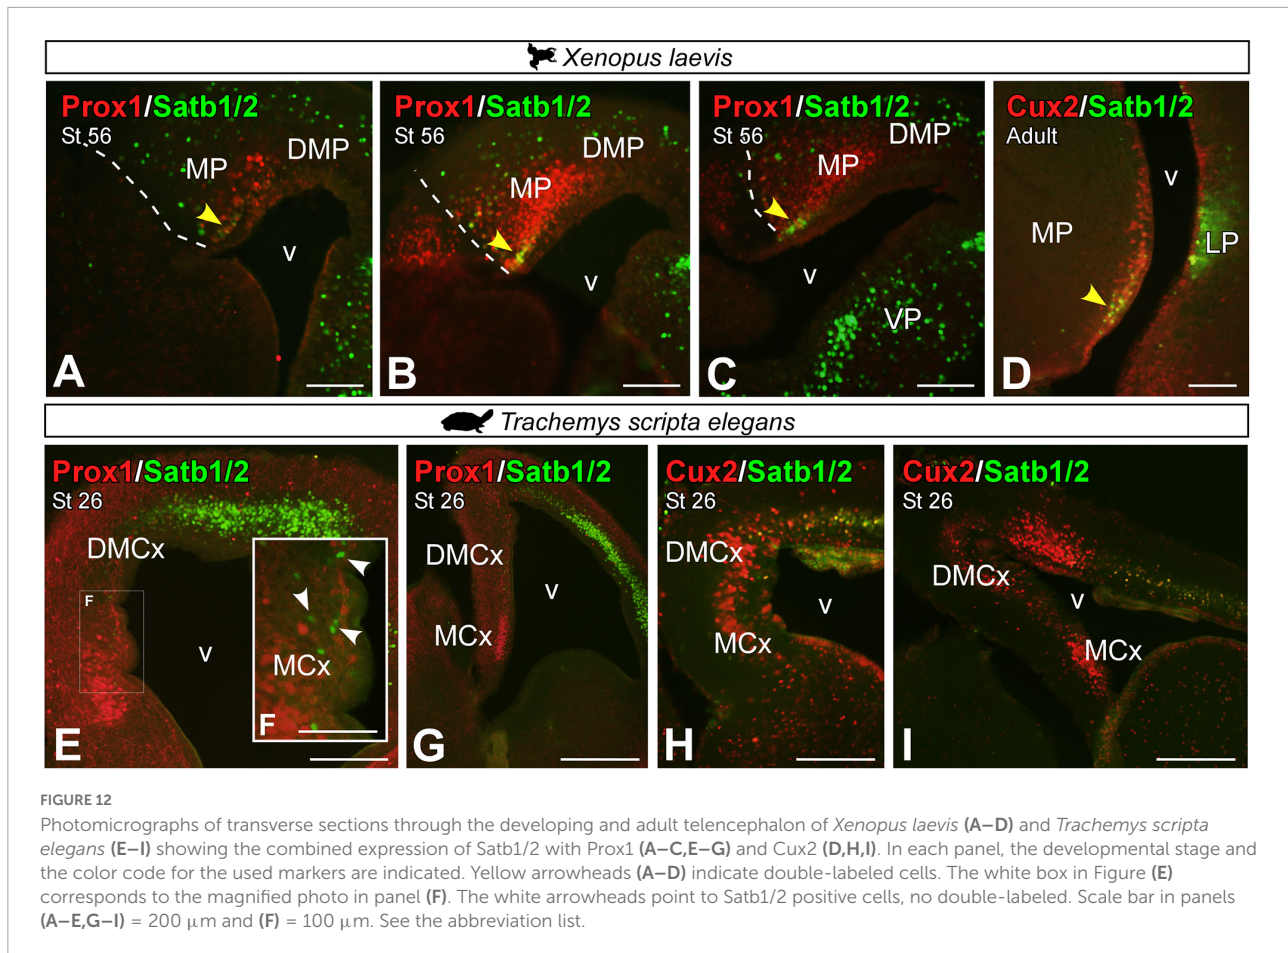 Xenopus laevis
Prox1/Satb1/2
St 56
MP
DMP
v
A
Prox1/Satb1/2
St 56
MP
DMP
v
B
Prox1/Satb1/2
St 56
MP
DMP
v
VP
C
Cux2/Satb1/2
Adult
v
MP
LP
D
Trachemys scripta elegans
Prox1/Satb1/2
St 26
DMCx
F
v
MCx
F
E
Prox1/Satb1/2
St 26
DMCx
v
MCx
G
Cux2/Satb1/2
St 26
DMCx
v
MCx
H
Cux2/Satb1/2
St 26
DMCx
v
MCx
I
FIGURE 12
Photomicrographs of transverse sections through the developing and adult telencephalon of Xenopus laevis (A–D) and Trachemys scripta
elegans (E–I) showing the combined expression of Satb1/2 with Prox1 (A–C,E–G) and Cux2 (D,H,I). In each panel, the developmental stage and
the color code for the used markers are indicated. Yellow arrowheads (A–D) indicate double-labeled cells. The white box in Figure (E)
corresponds to the magnified photo in panel (F). The white arrowheads point to Satb1/2 positive cells, no double-labeled. Scale bar in panels
(A–E,G–I) = 200 μm and (F) = 100 μm. See the abbreviation list.